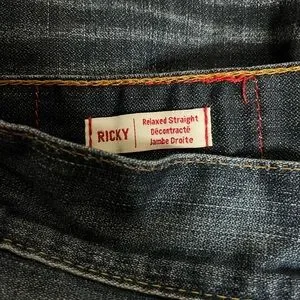 RICKY
Relaxed Straight
Décontracté
Jambe Droite